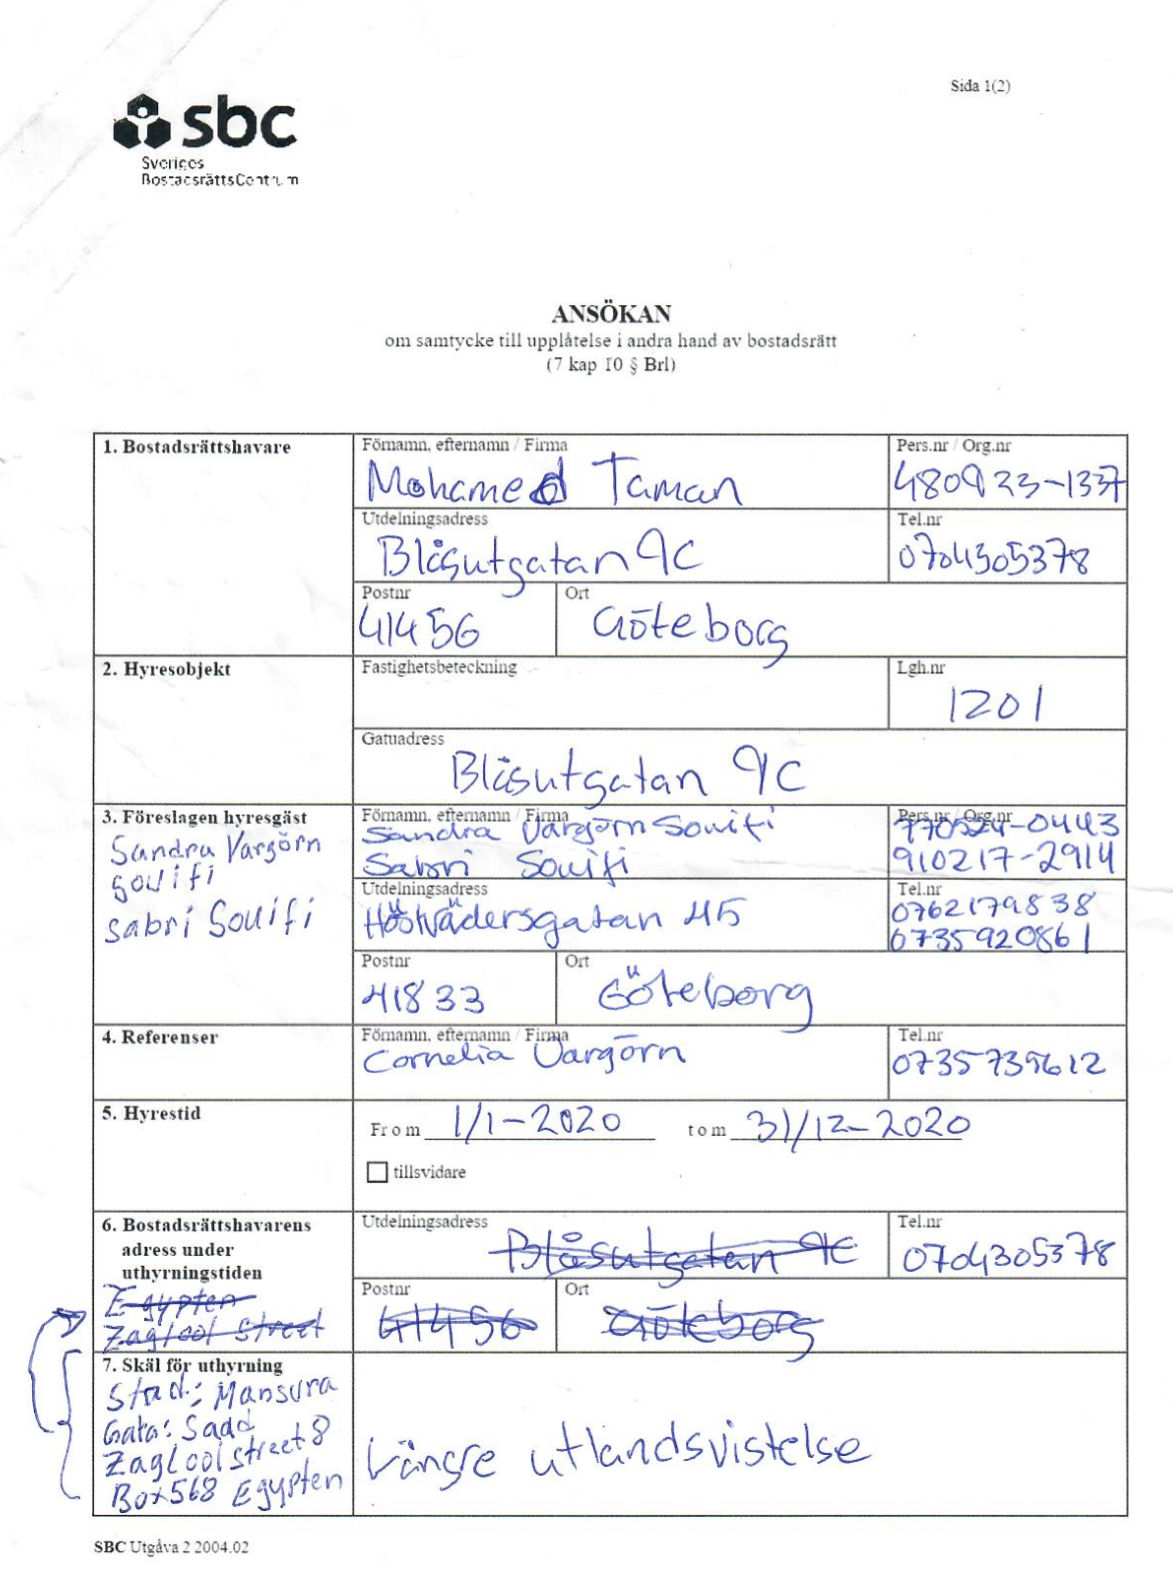 Sida 1(2)
sbc
Sveriges
BostadsrättsCentrum
ANSÖKAN
om samtycke till upplåtelse i andra hand av bostadsrätt
(7 kap 10 § Brl)
1. Bostadsrättshavare
Förnamn, efternamn / Firma
Mohamed Taman
Pers.nr / Org.nr
480923-1337
Utdelningsadress
Blåsutgatan 9C
Tel.nr
0704305378
Postnr
41456
Ort
Göteborg
2. Hyresobjekt
Fastighetsbeteckning
Lgh.nr
1201
Gatuadress
Blåsutgatan 9C
3. Föreslagen hyresgäst
Sandra Vargörn
Souifi
Sabri Souifi
Förnamn, efternamn / Firma
Sandra Vargörn Souifi
Sabri Souifi
Pers.nr / Org.nr
770524-0443
910217-2914
Utdelningsadress
Höstvädersgatan 45
Tel.nr
0762179838
0735920861
Postnr
41833
Ort
Göteborg
4. Referenser
Förnamn, efternamn / Firma
Cornelia Vargörn
Tel.nr
0735739612
5. Hyrestid
From 1/1-2020 tom 31/12-2020
tillsvidare
6. Bostadsrättshavarens
adress under
uthyrningstiden
Egypten
Zaglool street
Utdelningsadress
Blåsutgatan 9C
Tel.nr
0704305378
Postnr
41456
Ort
Göteborg
7. Skäl för uthyrning
Stad: Mansura
Gata: Sadd
Zaglool street 8
Box 568 Egypten
Längre utlandsvistelse
SBC Utgåva 2 2004.02